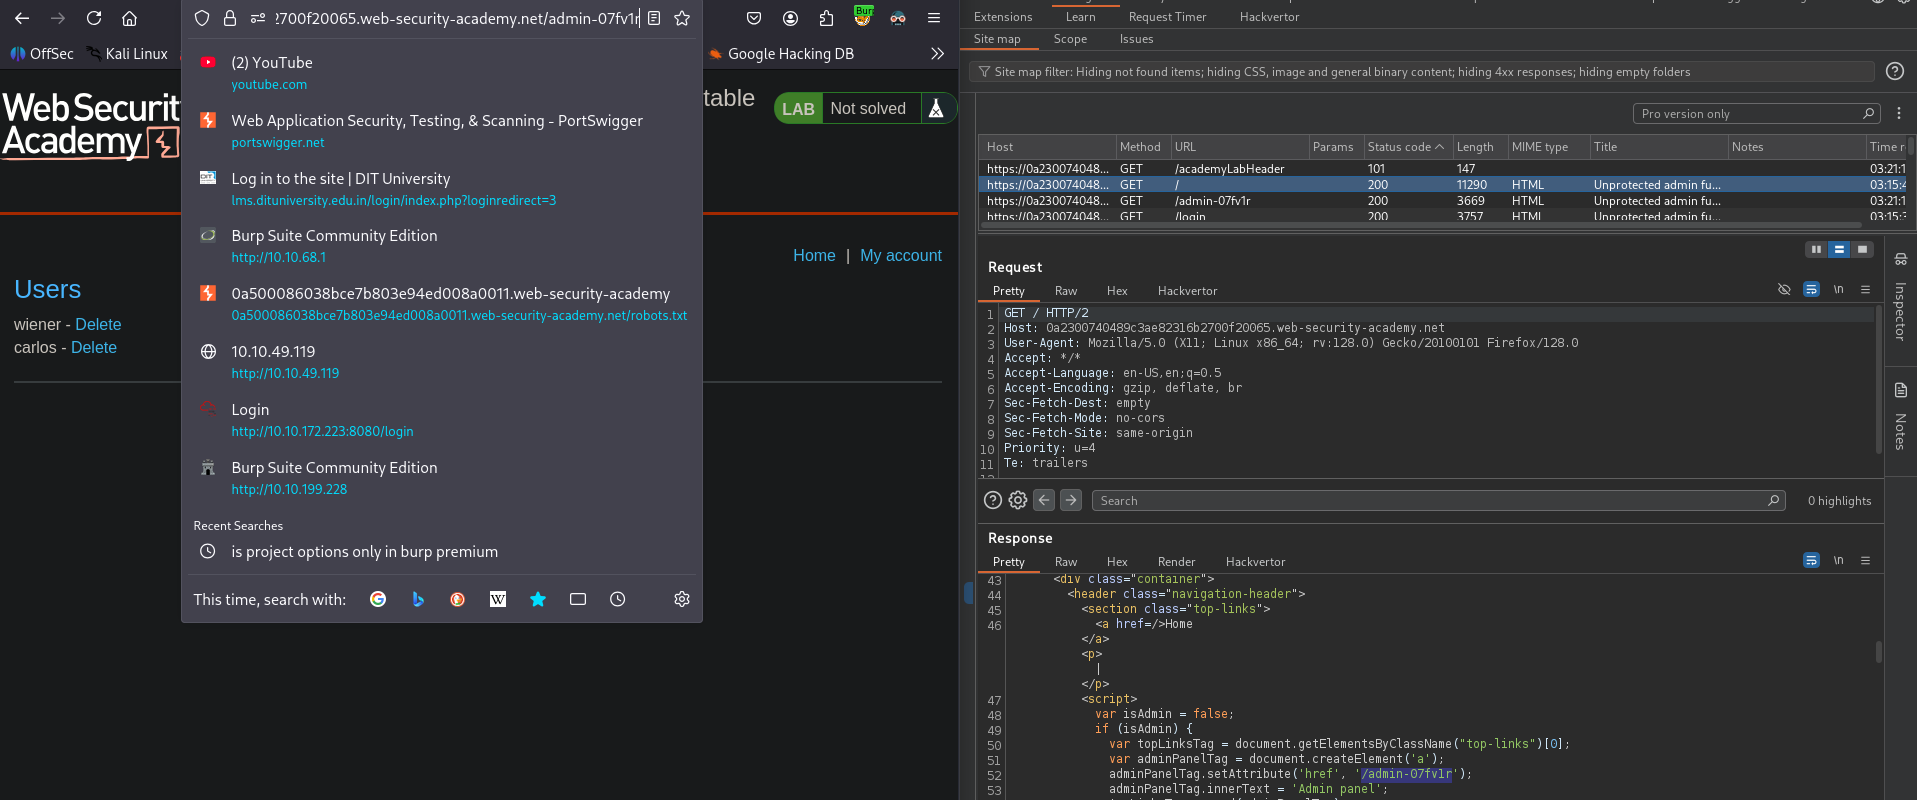 2700f20065.web-security-academy.net/admin-07fv1r
OffSec
Kali Linux
Google Hacking DB
(2) YouTube
youtube.com
Web Application Security, Testing, & Scanning - PortSwigger
portswigger.net
Log in to the site | DIT University
lms.dituniversity.edu.in/login/index.php?loginredirect=3
Burp Suite Community Edition
http://10.10.68.1
0a500086038bce7b803e94ed008a0011.web-security-academy
0a500086038bce7b803e94ed008a0011.web-security-academy.net/robots.txt
10.10.49.119
http://10.10.49.119
Login
http://10.10.172.223:8080/login
Burp Suite Community Edition
http://10.10.199.228
Recent Searches
is project options only in burp premium
This time, search with:
Web Security
Academy
table
LAB Not solved
Home | My account
Users
wiener - Delete
carlos - Delete
Extensions Learn Request Timer Hackvertor
Site map Scope Issues
Site map filter: Hiding not found items; hiding CSS, image and general binary content; hiding 4xx responses; hiding empty folders
Pro version only
Host Method URL Params Status code Length MIME type Title Notes Time r
https://0a230074048... GET /academyLabHeader 101 147 03:21:1
https://0a230074048... GET / 200 11290 HTML Unprotected admin fu... 03:15:4
https://0a230074048... GET /admin-07fv1r 200 3669 HTML Unprotected admin fu... 03:21:1
https://0a230074048... GET /login 200 3757 HTML Unprotected admin fu... 03:15:3
Request
Pretty Raw Hex Hackvertor
\n
1 GET / HTTP/2
2 Host: 0a2300740489c3ae82316b2700f20065.web-security-academy.net
3 User-Agent: Mozilla/5.0 (X11; Linux x86_64; rv:128.0) Gecko/20100101 Firefox/128.0
4 Accept: */*
5 Accept-Language: en-US,en;q=0.5
6 Accept-Encoding: gzip, deflate, br
7 Sec-Fetch-Dest: empty
8 Sec-Fetch-Mode: no-cors
9 Sec-Fetch-Site: same-origin
10 Priority: u=4
11 Te: trailers
Inspector
Notes
Search
0 highlights
Response
Pretty Raw Hex Render Hackvertor
\n
43 <div class="container">
44 <header class="navigation-header">
45 <section class="top-links">
46 <a href=/>Home
</a>
<p>
|
</p>
47 <script>
48 var isAdmin = false;
49 if (isAdmin) {
50 var topLinksTag = document.getElementsByClassName("top-links")[0];
51 var adminPanelTag = document.createElement('a');
52 adminPanelTag.setAttribute('href', '/admin-07fv1r');
53 adminPanelTag.innerText = 'Admin panel';